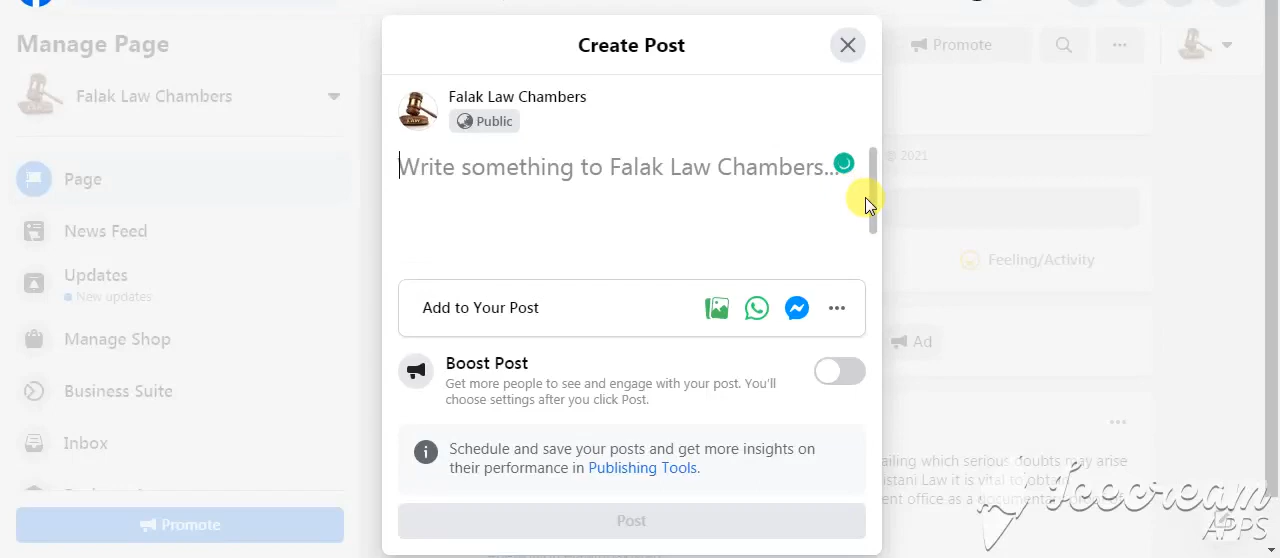 Manage Page
Falak Law Chambers
Page
News Feed
Updates
New updates
Manage Shop
Business Suite
Inbox
Promote
Create Post
Falak Law Chambers
Public
Write something to Falak Law Chambers...
Add to Your Post
Boost Post
Get more people to see and engage with your post. You'll
choose settings after you click Post.
Schedule and save your posts and get more insights on
their performance in Publishing Tools.
Post
Promote
© 2021
Feeling/Activity
Ad
ailing which serious doubts may arise
istani Law it is vital to obtain
ent office as a documentary
Icecream
APPS